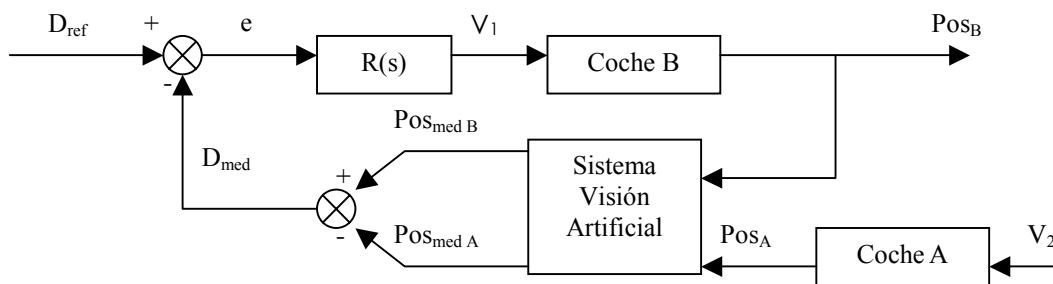 D_ref
+
e
V_1
Pos_B
R(s)
Coche B
-
Pos_med B
D_med
+
Sistema
Visión
Artificial
-
Pos_med A
Pos_A
Coche A
V_2